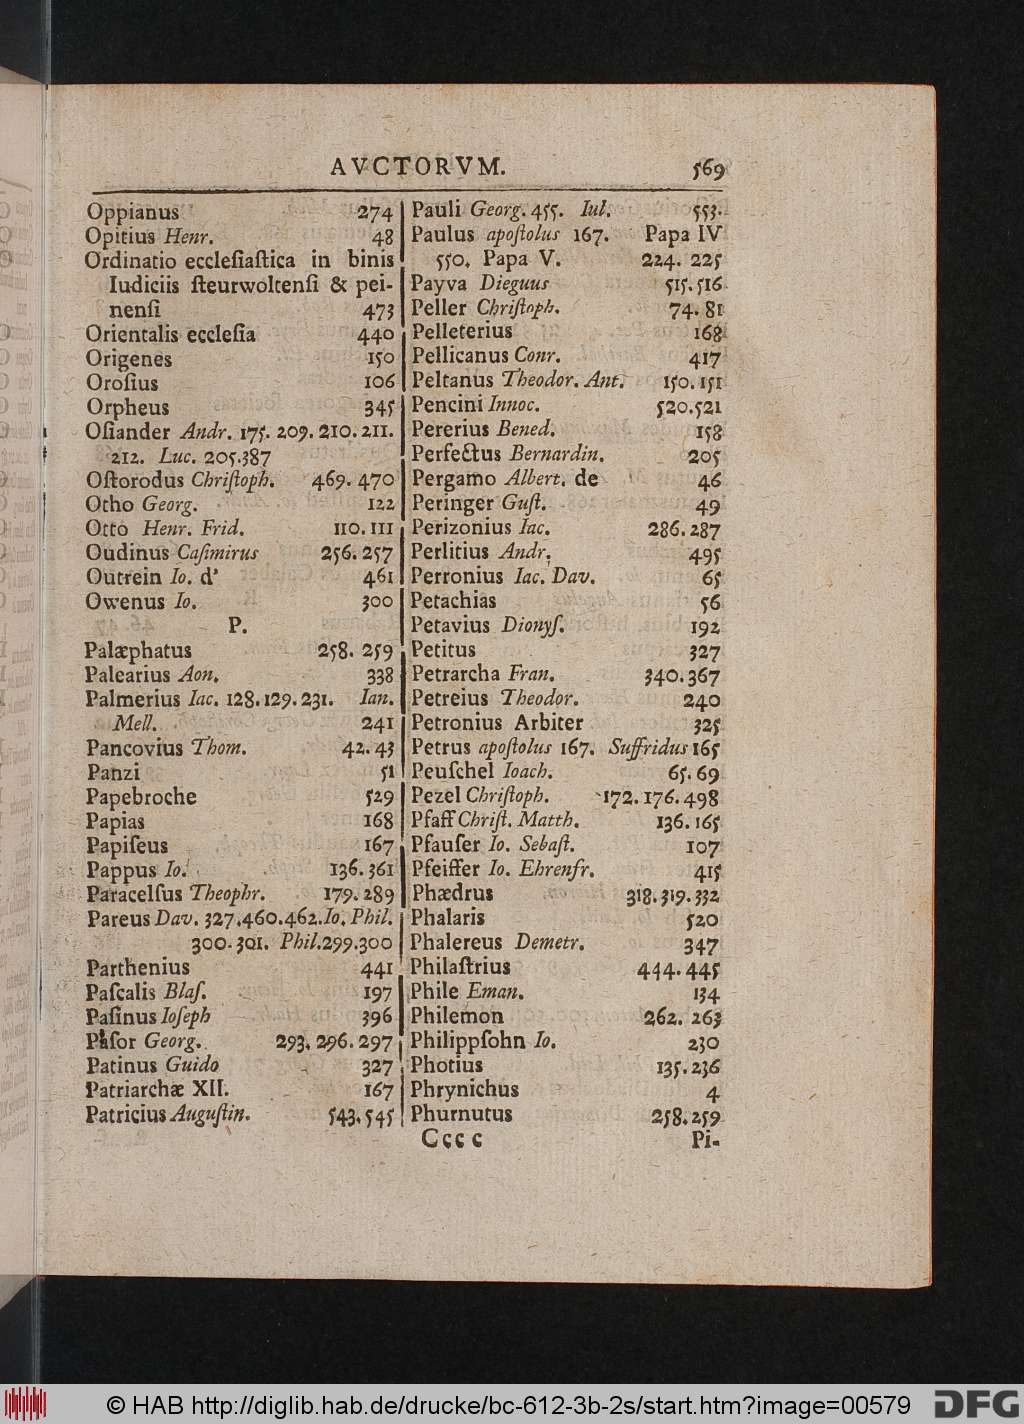 AVCTORVM. 569
Oppianus 274
Opitius Henr. 48
Ordinatio eccleſiaſtica in binis
Iudiciis ſteurwoltenſi & pei-
nenſi 473
Orientalis eccleſia 440
Origenes 150
Oroſius 106
Orpheus 345
Oſiander Andr. 175. 209. 210. 211.
212. Luc. 205.387
Oſtorodus Chriſtoph. 469. 470
Otho Georg. 122
Otto Henr. Frid. 110. 111
Oudinus Caſimirus 256. 257
Outrein Io. d' 461
Owenus Io. 300
P.
Palæphatus 258. 259
Palearius Aon. 338
Palmerius Iac. 128. 129. 231. Ian.
Mell. 241
Pancovius Thom. 42. 43
Panzi 51
Papebroche 529
Papias 168
Papiſeus 167
Pappus Io. 136. 361
Paracelſus Theophr. 179. 289
Pareus Dav. 327.460.462. Io. Phil.
300. 301. Phil. 299.300
Parthenius 441
Paſcalis Blaſ. 197
Paſinus Ioſeph 396
Paſor Georg. 293. 296. 297
Patinus Guido 327
Patriarchæ XII. 167
Patricius Auguſtin. 543. 545
Pauli Georg. 455. Iul. 553.
Paulus apoſtolus 167. Papa IV
550. Papa V. 224. 225
Payva Dieguus 515. 516
Peller Chriſtoph. 74. 81
Pelleterius 168
Pellicanus Conr. 417
Peltanus Theodor. Ant. 150. 151
Pencini Innoc. 520.521
Pererius Bened. 158
Perfectus Bernardin. 205
Pergamo Albert. de 46
Peringer Guſt. 49
Perizonius Iac. 286. 287
Perlitius Andr. 495
Perronius Iac. Dav. 65
Petachias 56
Petavius Dionyſ. 192
Petitus 327
Petrarcha Fran. 340. 367
Petreius Theodor. 240
Petronius Arbiter 325
Petrus apoſtolus 167. Suffridus 165
Peuſchel Ioach. 65. 69
Pezel Chriſtoph. 172. 176. 498
Pfaff Chriſt. Matth. 136. 165
Pfauſer Io. Sebaſt. 107
Pfeiffer Io. Ehrenfr. 415
Phædrus 318. 319. 332
Phalaris 520
Phalereus Demetr. 347
Philaſtrius 444. 445
Phile Eman. 134
Philemon 262. 263
Philippſohn Io. 230
Photius 135. 236
Phrynichus 4
Phurnutus 258. 259
Cccc c Pi-
© HAB http://diglib.hab.de/drucke/bc-612-3b-2s/start.htm?image=00579
DFG